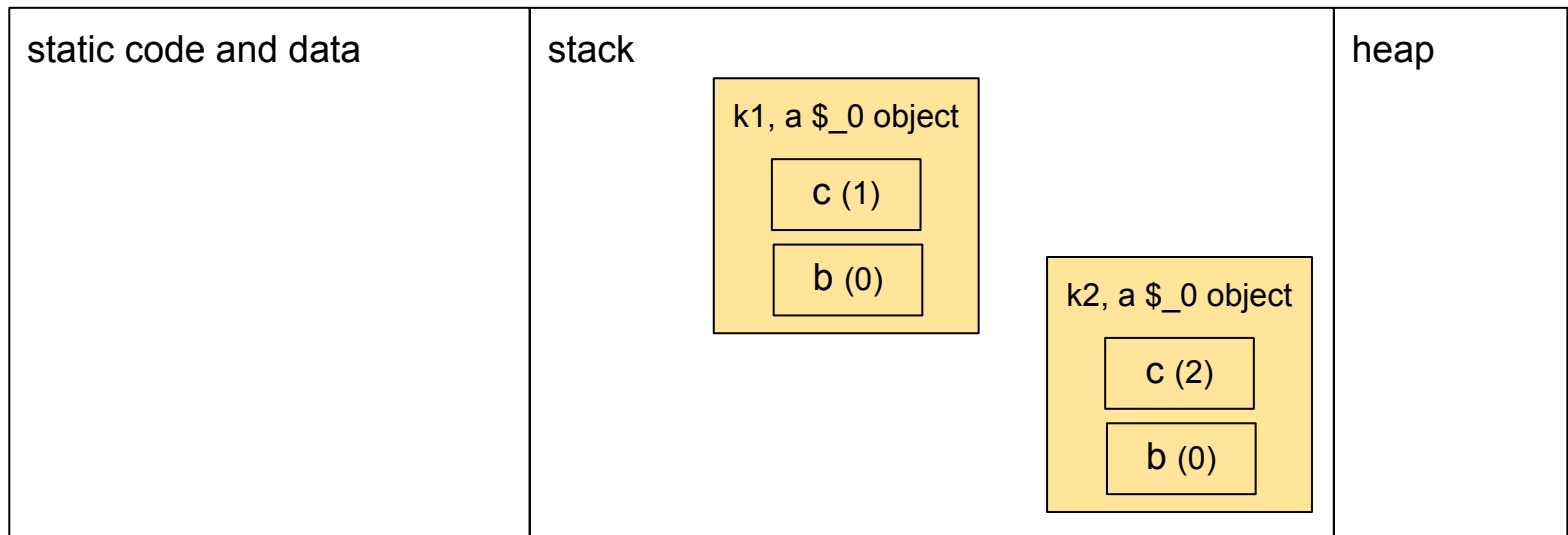 static code and data
stack
heap
k1, a $_0 object
c (1)
b (0)
k2, a $_0 object
c (2)
b (0)